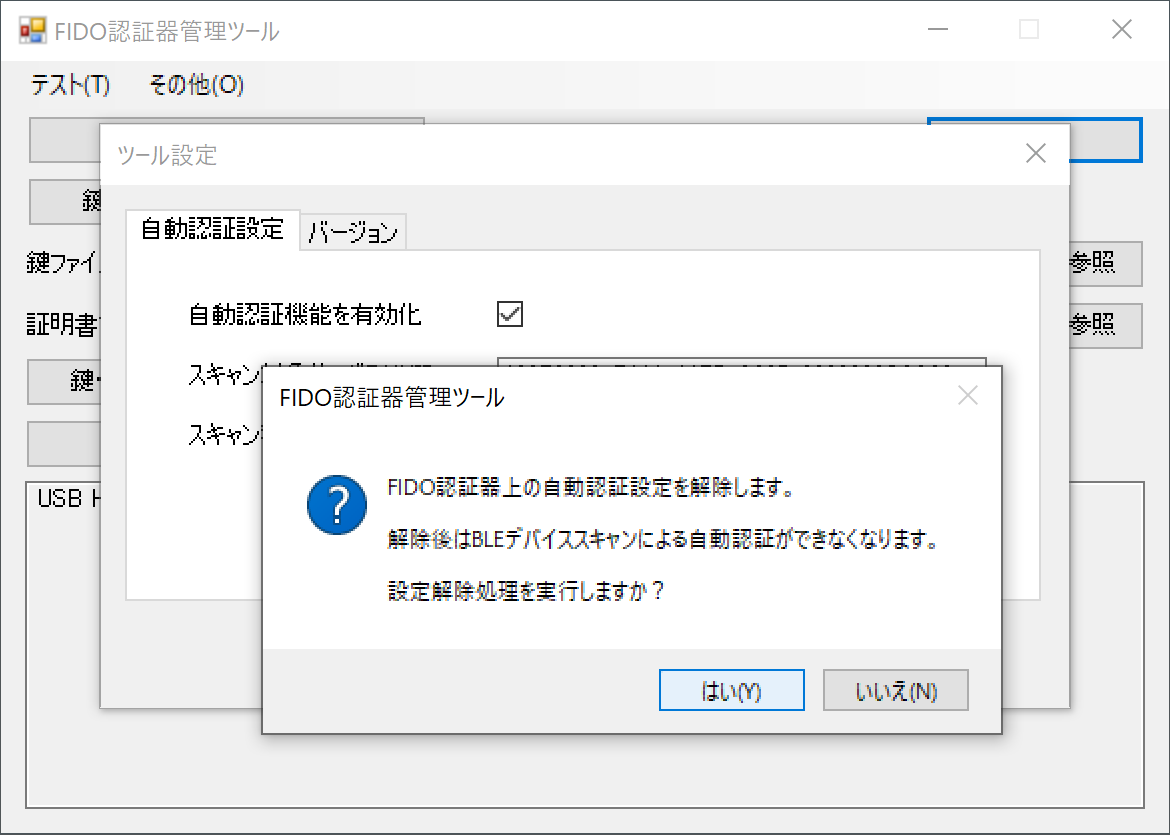 FIDO認証器管理ツール
テスト(T) その他(O)
ツール設定
自動認証設定 バージョン
鍵ファイ
参照
自動認証機能を有効化
証明書
参照
スキャン
鍵
スキャン
USB
FIDO認証器管理ツール
FIDO認証器上の自動認証設定を解除します。
解除後はBLEデバイススキャンによる自動認証ができなくなります。
設定解除処理を実行しますか？
はい(Y) いいえ(N)